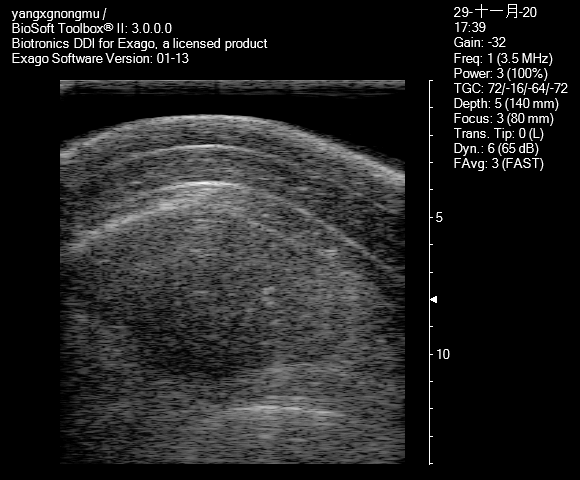 yangxgnongmu /
BioSoft Toolbox® II: 3.0.0.0
Biotronics DDI for Exago, a licensed product
Exago Software Version: 01-13
29-十一月-20
17:39
Gain: -32
Freq: 1 (3.5 MHz)
Power: 3 (100%)
TGC: 72/-16/-64/-72
Depth: 5 (140 mm)
Focus: 3 (80 mm)
Trans. Tip: 0 (L)
Dyn.: 6 (65 dB)
FAvg: 3 (FAST)
5
10